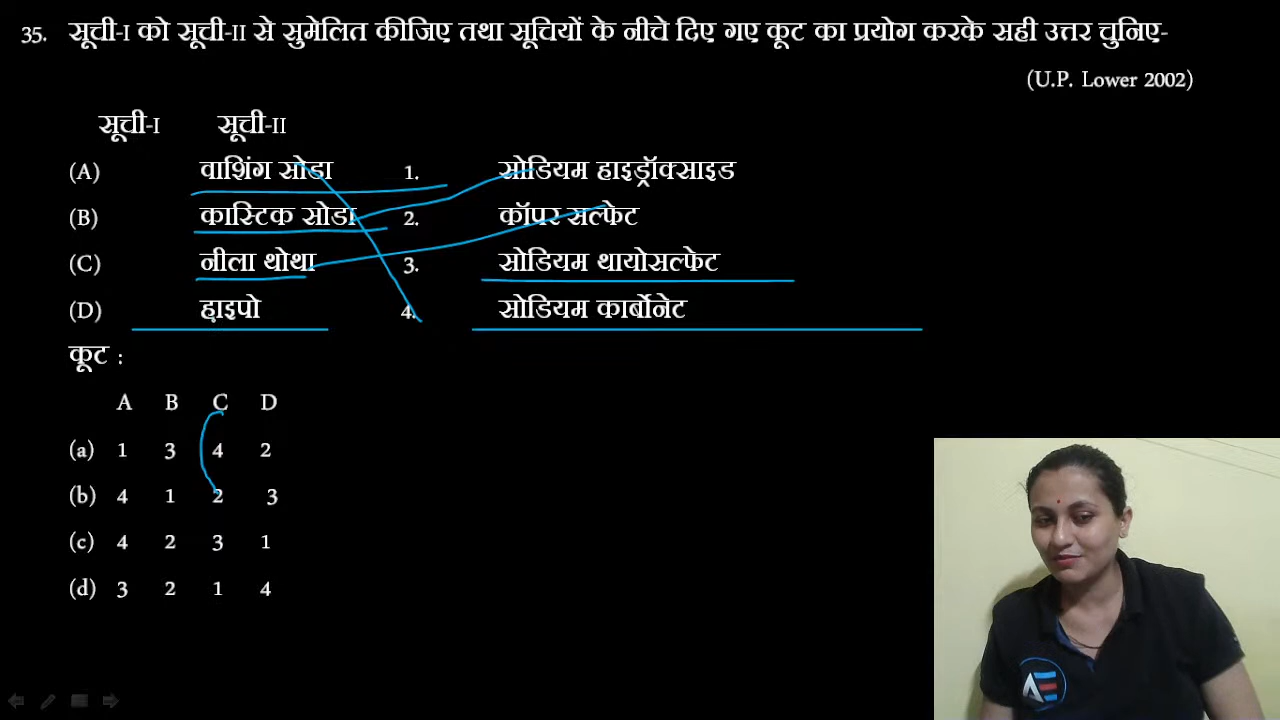 35. सूची-I को सूची-II से सुमेलित कीजिए तथा सूचियों के नीचे दिए गए कूट का प्रयोग करके सही उत्तर चुनिए-
(U.P. Lower 2002)
सूची-I सूची-II
(A) वाशिंग सोडा 1. सोडियम हाइड्रॉक्साइड
(B) कास्टिक सोडा 2. कॉपर सल्फेट
(C) नीला थोथा 3. सोडियम थायोसल्फेट
(D) हाइपो 4. सोडियम कार्बोनेट
कूट :
A B C D
(a) 1 3 4 2
(b) 4 1 2 3
(c) 4 2 3 1
(d) 3 2 1 4